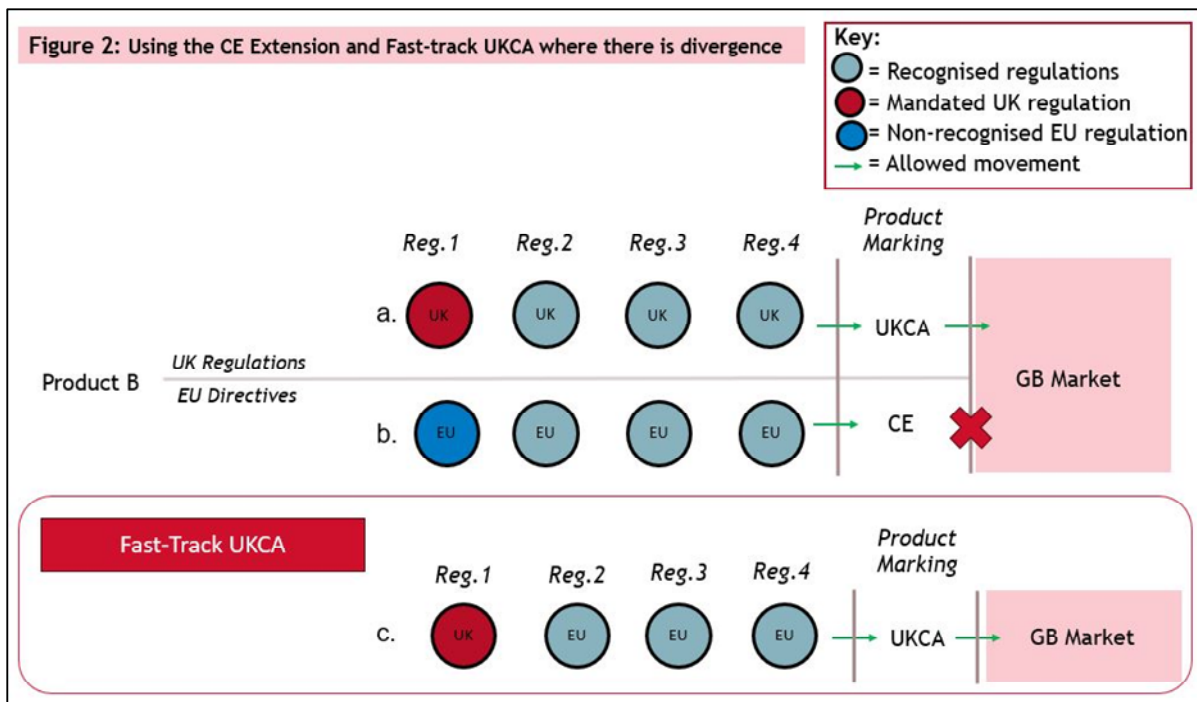 Figure 2: Using the CE Extension and Fast-track UKCA where there is divergence
Key:
= Recognised regulations
= Mandated UK regulation
= Non-recognised EU regulation
= Allowed movement
Reg.1 Reg.2 Reg.3 Reg.4 Product
Marking
a. UK UK UK UK UKCA
Product B
UK Regulations
EU Directives
GB Market
b. EU EU EU EU CE
Fast-Track UKCA
Reg.1 Reg.2 Reg.3 Reg.4 Product
Marking
c. UK EU EU EU UKCA GB Market